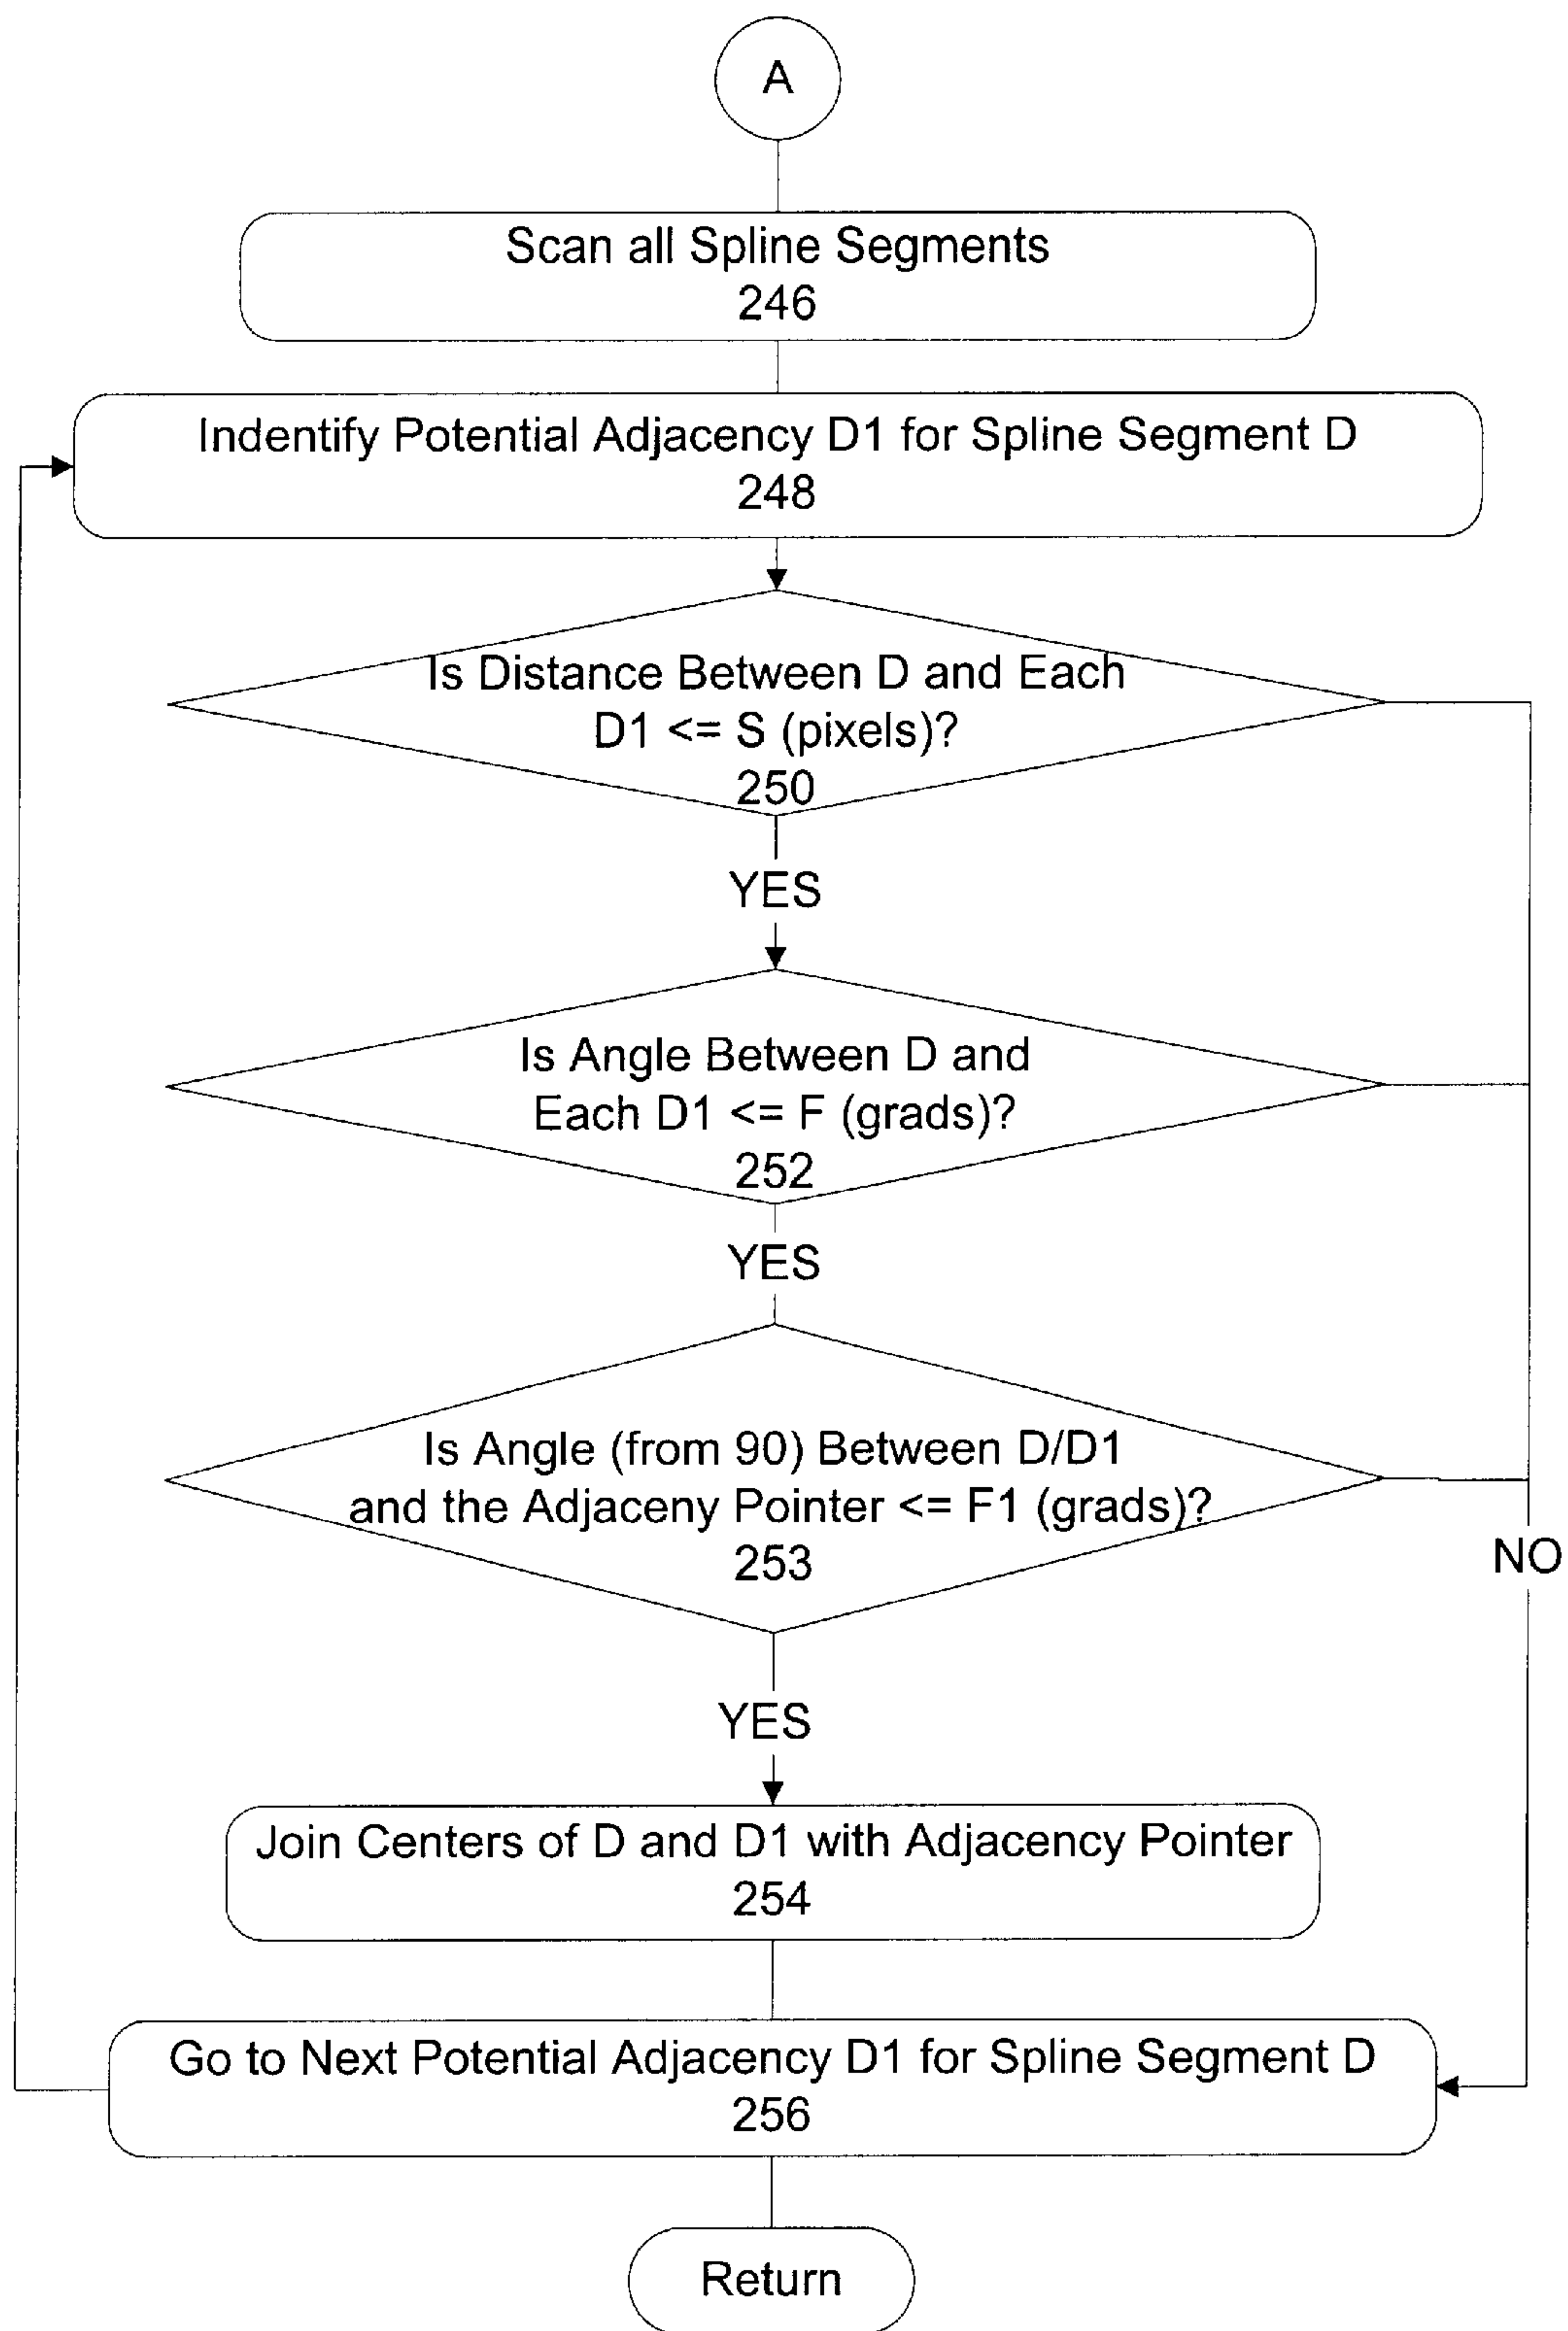 A
Scan all Spline Segments
246
Indentify Potential Adjacency D1 for Spline Segment D
248
Is Distance Between D and Each
D1 <= S (pixels)?
250
YES
Is Angle Between D and
Each D1 <= F (grads)?
252
YES
Is Angle (from 90) Between D/D1
and the Adjaceny Pointer <= F1 (grads)?
253
NO
YES
Join Centers of D and D1 with Adjacency Pointer
254
Go to Next Potential Adjacency D1 for Spline Segment D
256
Return